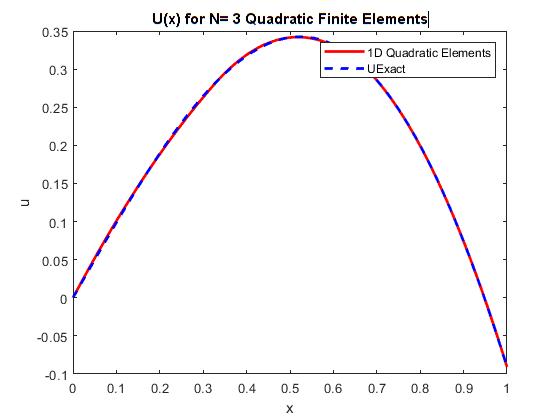 U(x) for N= 3 Quadratic Finite Elements
0.35
0.3
0.25
0.2
0.15
0.1
0.05
0
-0.05
-0.1
u
1D Quadratic Elements
UExact
0 0.1 0.2 0.3 0.4 0.5 0.6 0.7 0.8 0.9 1
x